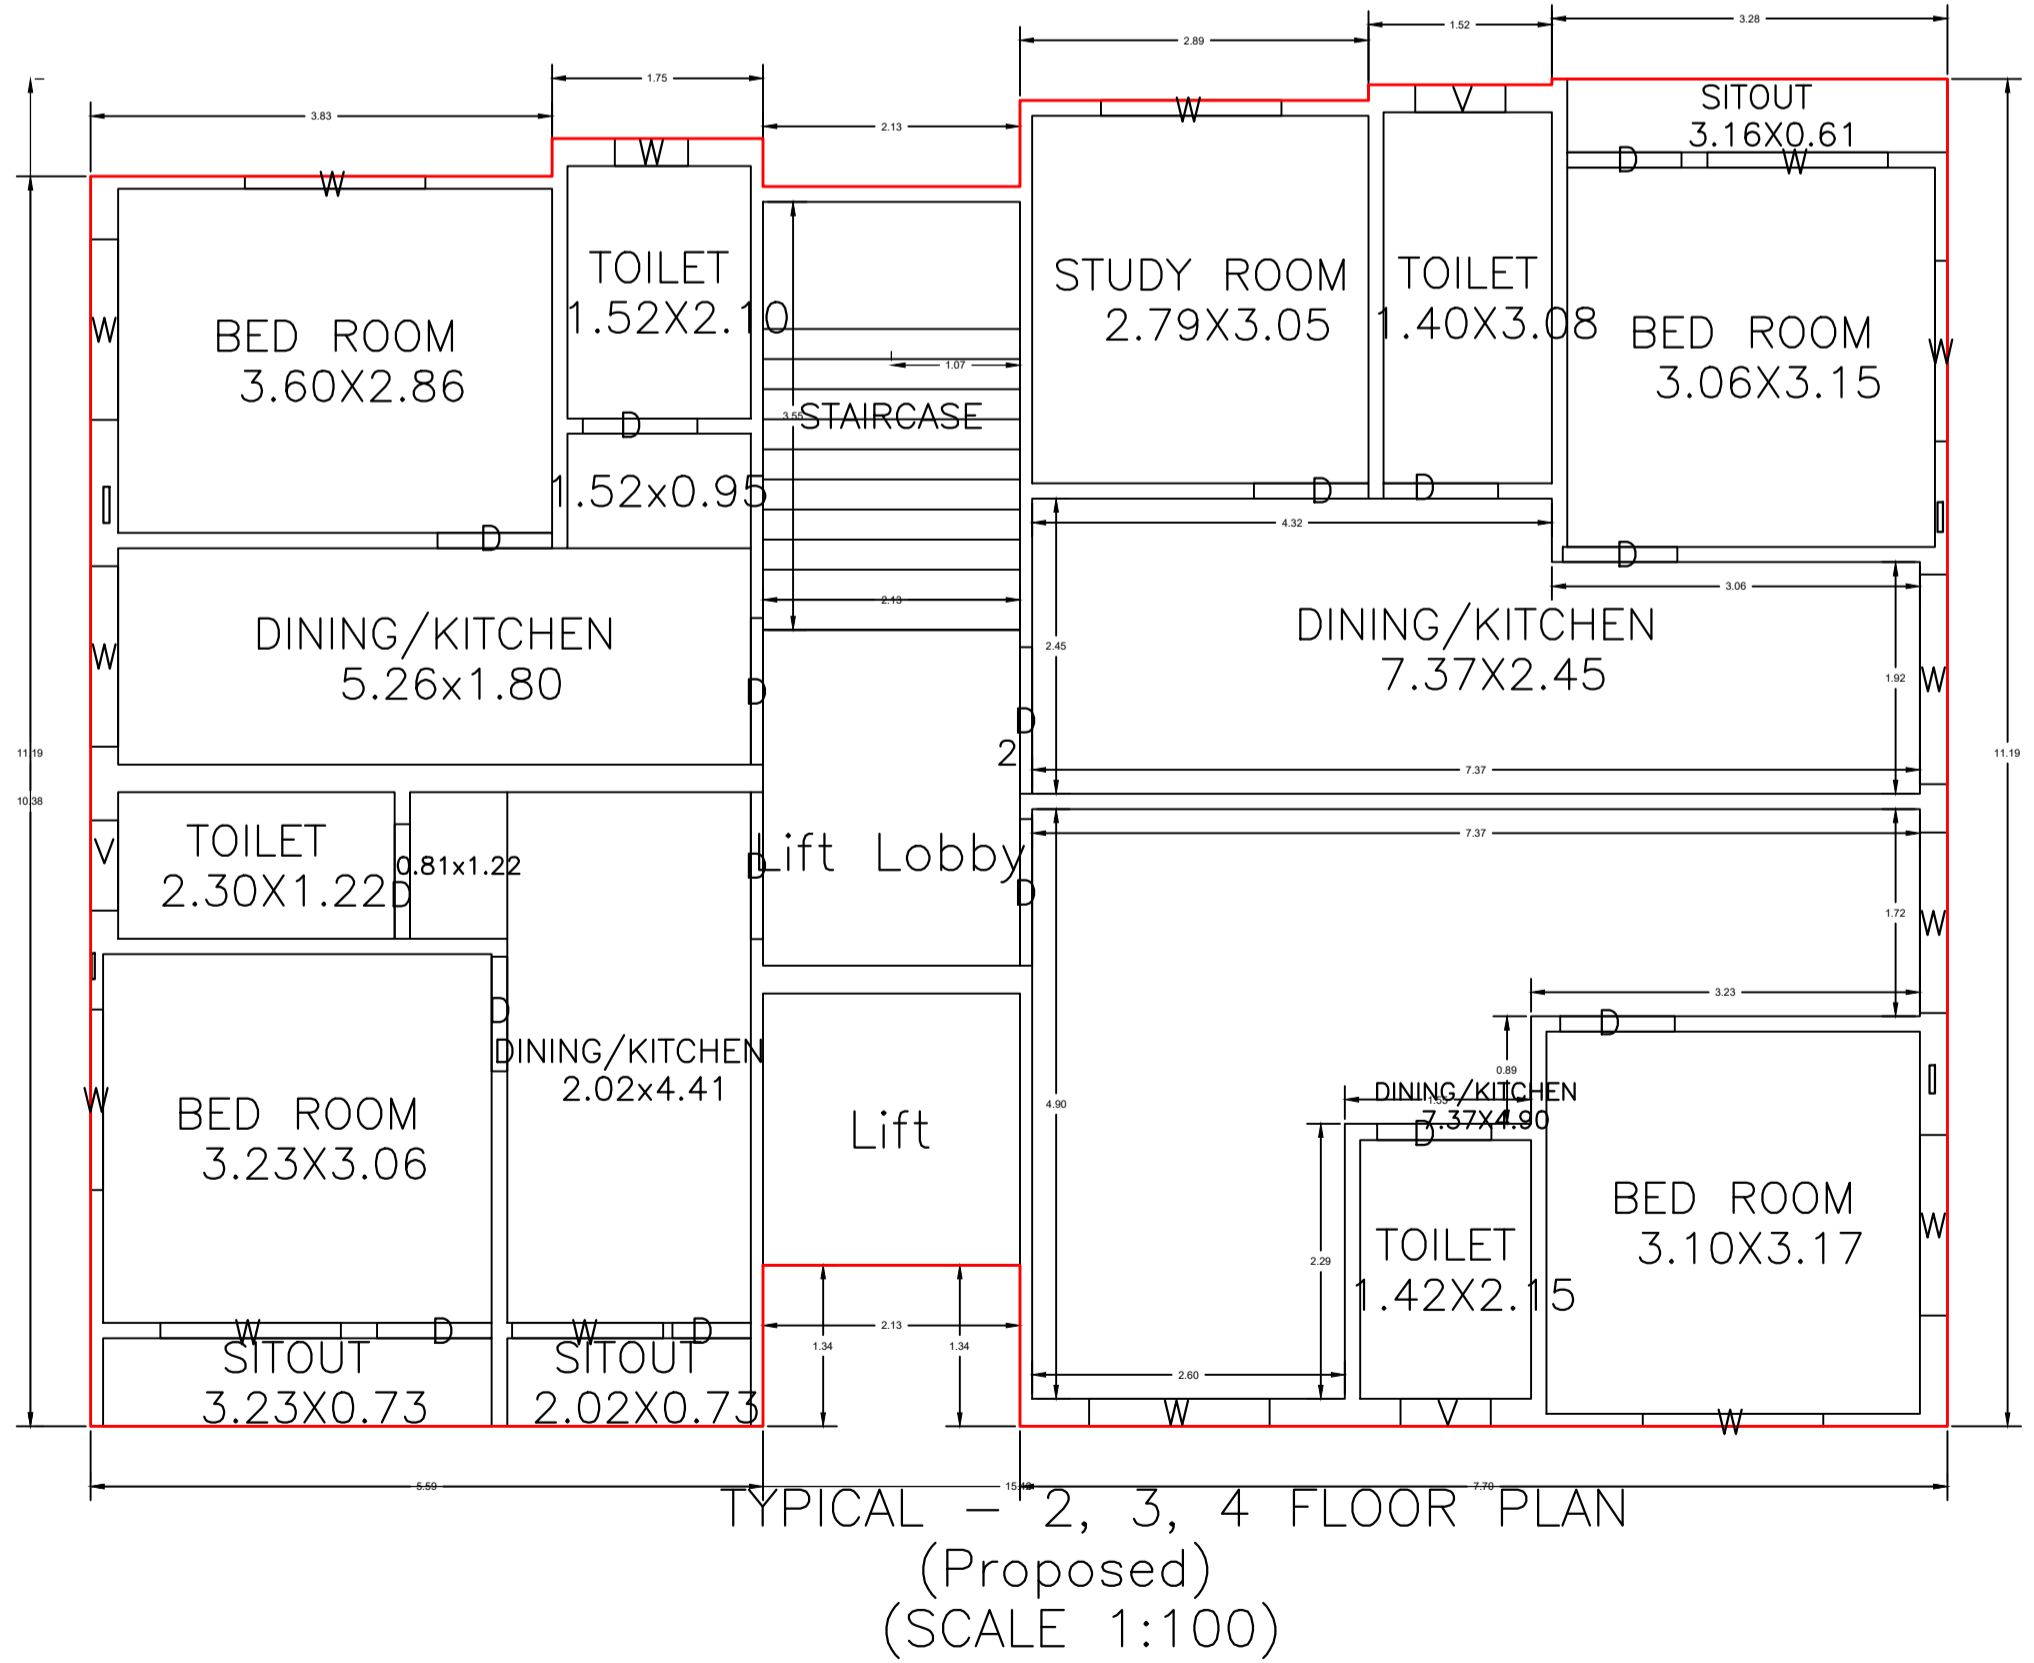 3.28
1.52
2.89
1.75
3.83
2.13
SITOUT
3.16X0.61
W
V
D
W
W
W
TOILET
1.52X2.10
STUDY ROOM
2.79X3.05
TOILET
1.40X3.08
BED ROOM
3.60X2.86
W
BED ROOM
3.06X3.15
W
1.07
STAIRCASE
3.55
D
1.52x0.95
D
D
D
D
4.32
3.06
2.13
DINING/KITCHEN
5.26x1.80
W
D
DINING/KITCHEN
7.37X2.45
2.45
1.92
W
D
2
11.19
11.19
7.37
10.38
7.37
TOILET
2.30X1.22
V
D
0.81x1.22
D
Lift Lobby
D
1.72
W
3.23
D
D
DINING/KITCHEN
2.02x4.41
W
BED ROOM
3.23X3.06
Lift
4.90
0.89
DINING/KITCHEN
7.37X4.90
1.55
D
BED ROOM
3.10X3.17
W
TOILET
1.42X2.15
2.29
W
D
W
D
SITOUT
3.23X0.73
SITOUT
2.02X0.73
2.13
1.34
1.34
2.60
W
V
W
5.59
15.42
7.70
TYPICAL - 2, 3, 4 FLOOR PLAN
(Proposed)
(SCALE 1:100)